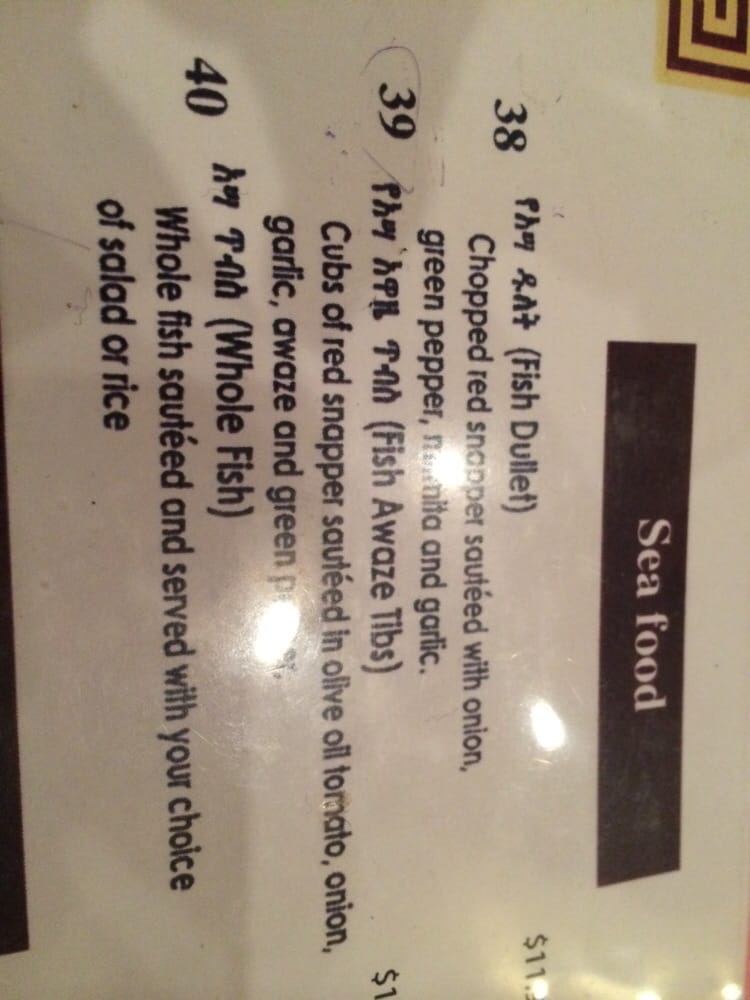 Sea food
38 የአሣ ዱለት (Fish Dullet) $11.
Chopped red snapper sautéed with onion,
green pepper, and garlic.
39 የአሣ አዋዜ ጥብስ (Fish Awaze Tibs) $1
Cubs of red snapper sautéed in olive oil tomato, onion,
garlic, awaze and green
40 አሣ ጥብስ (Whole Fish)
Whole fish sautéed and served with your choice
of salad or rice